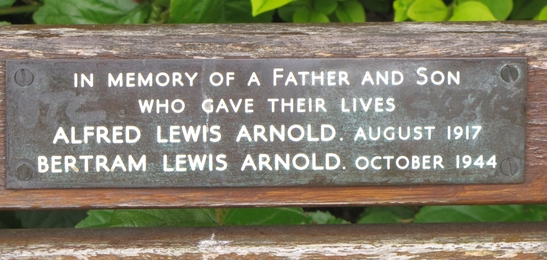 IN MEMORY OF A FATHER AND SON
WHO GAVE THEIR LIVES
ALFRED LEWIS ARNOLD. AUGUST 1917
BERTRAM LEWIS ARNOLD. OCTOBER 1944